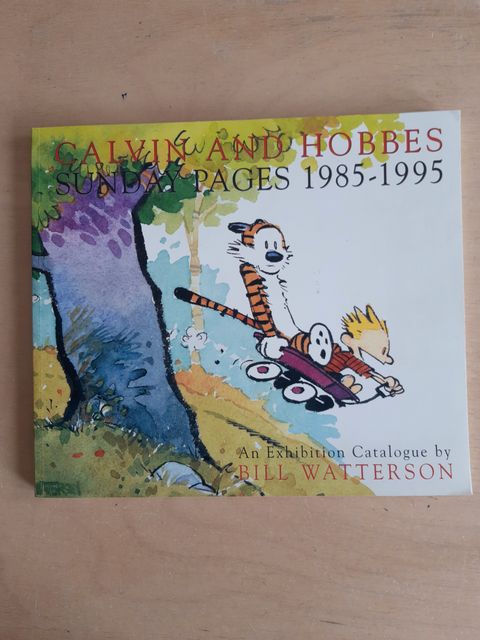 CALVIN AND HOBBES
SUNDAY PAGES 1985-1995
An Exhibition Catalogue by
BILL WATTERSON